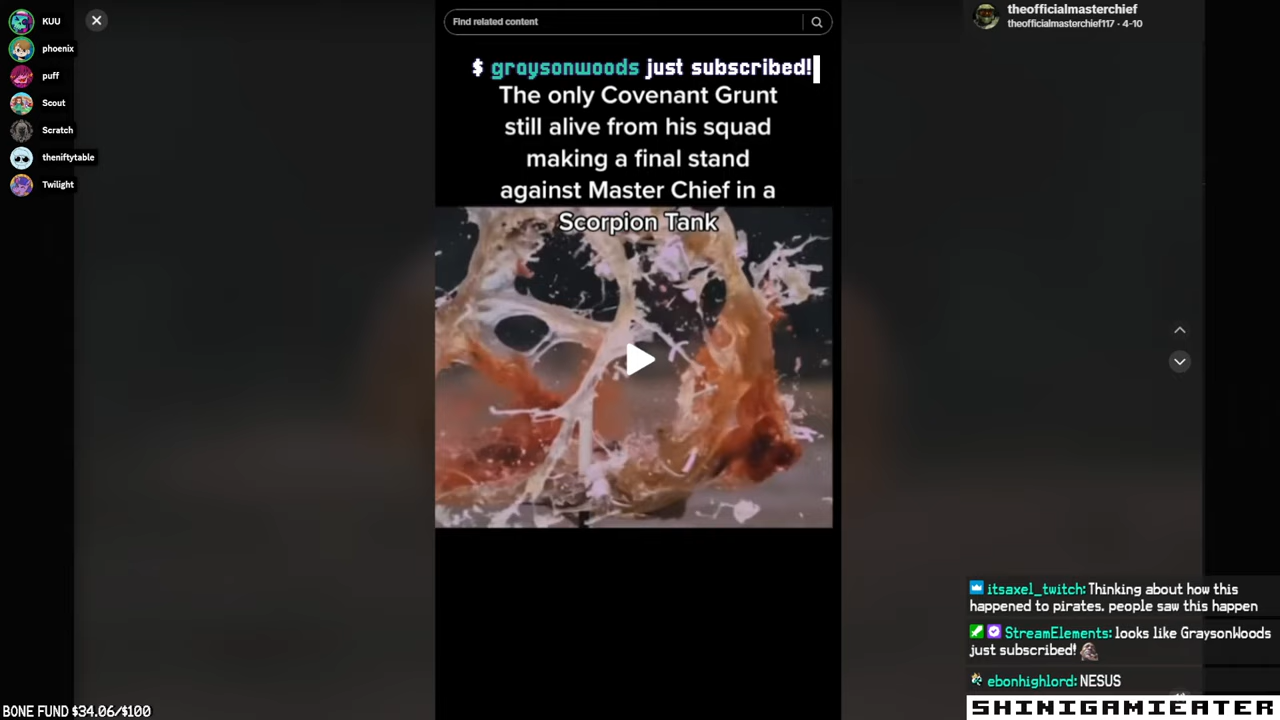 KUU
phoenix
puff
Scout
Scratch
theniftytable
Twilight
Find related content
$ graysonwoods just subscribed!
The only Covenant Grunt
still alive from his squad
making a final stand
against Master Chief in a
Scorpion Tank
theofficialmasterchief
theofficialmasterchief117 · 4-10
itsaxel_twitch: Thinking about how this
happened to pirates. people saw this happen
StreamElements: looks like GraysonWoods
just subscribed!
ebonhighlord: NESUS
SHINIGAMIEATER
BONE FUND $34.06/$100